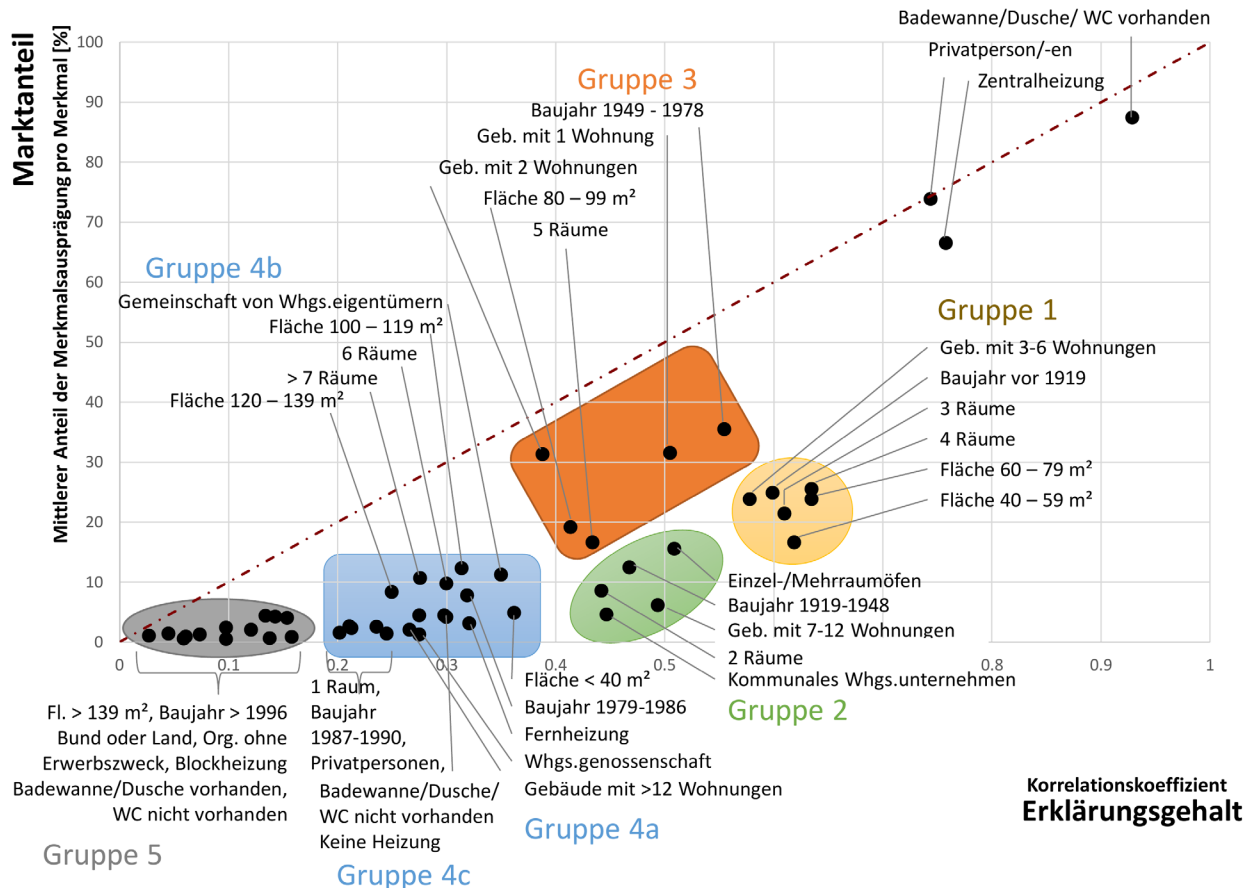 Marktanteil
Mittlerer Anteil der Merkmalsausprägung pro Merkmal [%]
100
90
80
70
60
50
40
30
20
10
0
0
0.1
0.2
0.3
0.4
0.5
0.8
0.9
1
Badewanne/Dusche/ WC vorhanden
Privatperson/-en
Zentralheizung
Gruppe 3
Baujahr 1949 - 1978
Geb. mit 1 Wohnung
Geb. mit 2 Wohnungen
Fläche 80 – 99 m²
5 Räume
Gruppe 4b
Gemeinschaft von Whgs.eigentümern
Fläche 100 – 119 m²
6 Räume
> 7 Räume
Fläche 120 – 139 m²
Gruppe 1
Geb. mit 3-6 Wohnungen
Baujahr vor 1919
3 Räume
4 Räume
Fläche 60 – 79 m²
Fläche 40 – 59 m²
Einzel-/Mehrraumöfen
Baujahr 1919-1948
Geb. mit 7-12 Wohnungen
2 Räume
Kommunales Whgs.unternehmen
Gruppe 2
Fläche < 40 m²
Baujahr 1979-1986
Fernheizung
Whgs.genossenschaft
Gebäude mit >12 Wohnungen
Gruppe 4a
1 Raum,
Baujahr
1987-1990,
Privatpersonen,
Badewanne/Dusche/
WC nicht vorhanden
Keine Heizung
Gruppe 4c
Fl. > 139 m², Baujahr > 1996
Bund oder Land, Org. ohne
Erwerbszweck, Blockheizung
Badewanne/Dusche vorhanden,
WC nicht vorhanden
Gruppe 5
Korrelationskoeffizient
Erklärungsgehalt